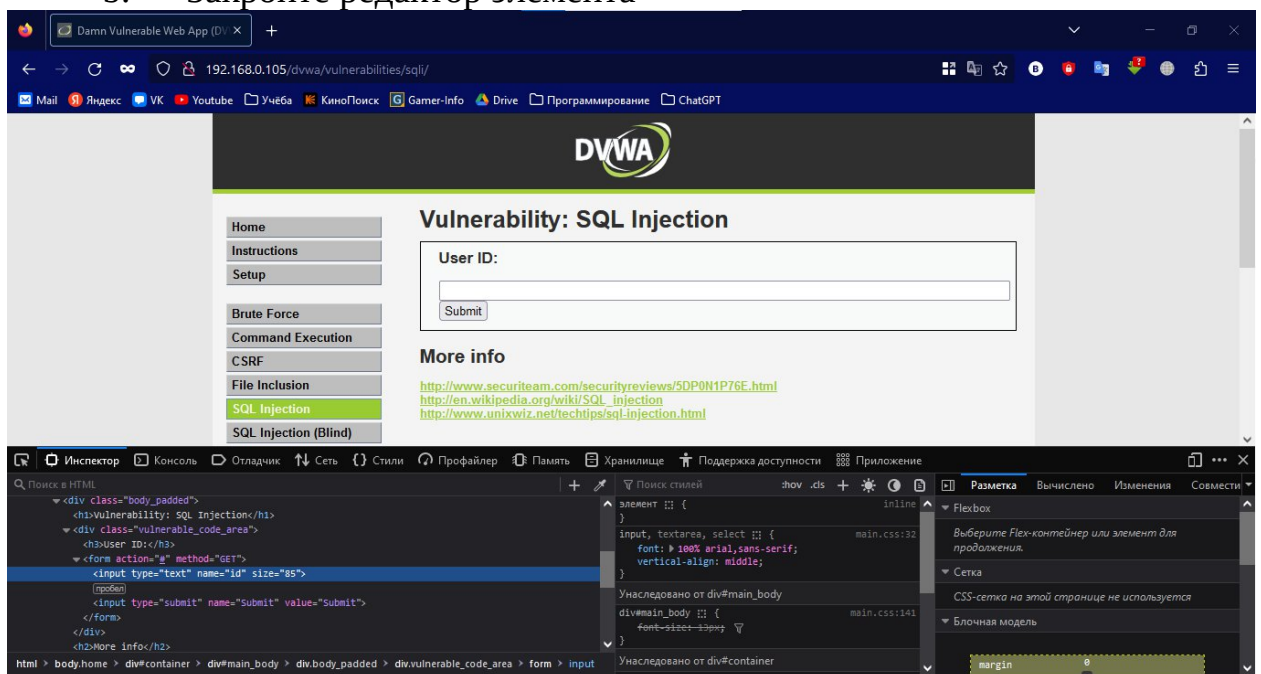 Закройте редактор элемента
Damn Vulnerable Web App (DV
192.168.0.105/dvwa/vulnerabilities/sqli/
Mail Яндекс VK Youtube Учёба КиноПоиск Gamer-Info Drive Программирование ChatGPT
DVWA
Home
Instructions
Setup
Brute Force
Command Execution
CSRF
File Inclusion
SQL Injection
SQL Injection (Blind)
Vulnerability: SQL Injection
User ID:
Submit
More info
http://www.securiteam.com/securityreviews/5DP0N1P76E.html
http://en.wikipedia.org/wiki/SQL_injection
http://www.unixwiz.net/techtips/sql-injection.html
Инспектор Консоль Отладчик Сеть Стили Профайлер Память Хранилище Поддержка доступности Приложение
Поиск в HTML
<div class="body_padded">
<h1>Vulnerability: SQL Injection</h1>
<div class="vulnerable_code_area">
<h3>User ID:</h3>
<form action="#" method="GET">
<input type="text" name="id" size="85">
пробел
<input type="submit" name="Submit" value="Submit">
</form>
</div>
<h2>More info</h2>
html > body.home > div#container > div#main_body > div.body_padded > div.vulnerable_code_area > form > input
Поиск стилей :hov .cls
элемент { inline
}
input, textarea, select { main.css:32
font: 100% arial,sans-serif;
vertical-align: middle;
}
Унаследовано от div#main_body
div#main_body { main.css:141
font-size: 13px;
}
Унаследовано от div#container
Разметка Вычислено Изменения Совмести
Flexbox
Выберите Flex-контейнер или элемент для
продолжения.
Сетка
CSS-сетка на этой странице не используется
Блочная модель
margin 0